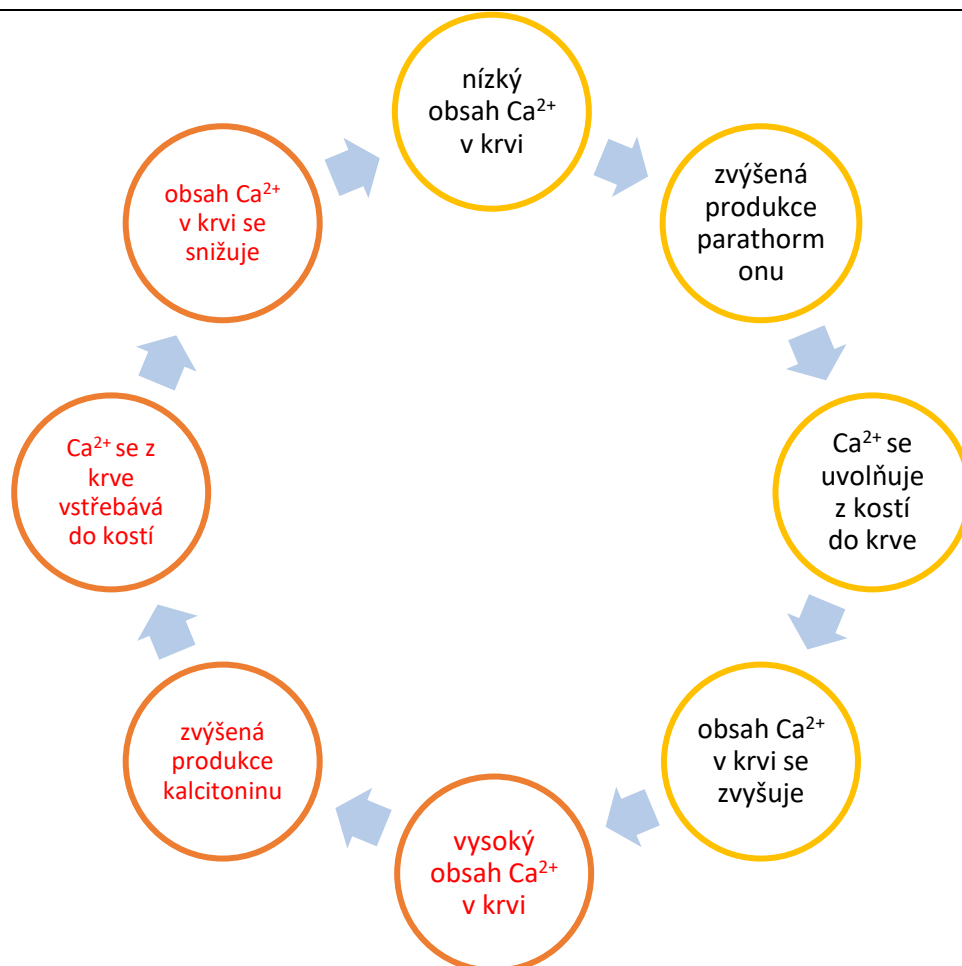 nízký
obsah Ca²⁺
v krvi
zvýšená
produkce
parathorm
onu
Ca²⁺ se
uvolňuje
z kostí
do krve
obsah Ca²⁺
v krvi se
zvyšuje
vysoký
obsah Ca²⁺
v krvi
zvýšená
produkce
kalcitoninu
Ca²⁺ se z
krve
vstřebává
do kostí
obsah Ca²⁺
v krvi se
snižuje